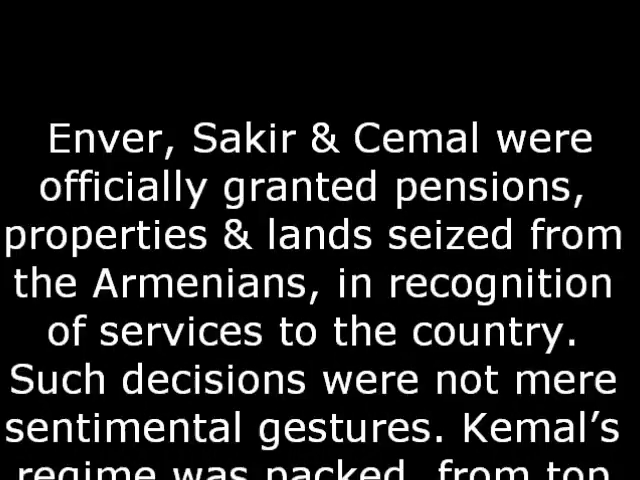 Enver, Sakir & Cemal were
officially granted pensions,
properties & lands seized from
the Armenians, in recognition
of services to the country.
Such decisions were not mere
sentimental gestures. Kemal’s
regime was packed, from top